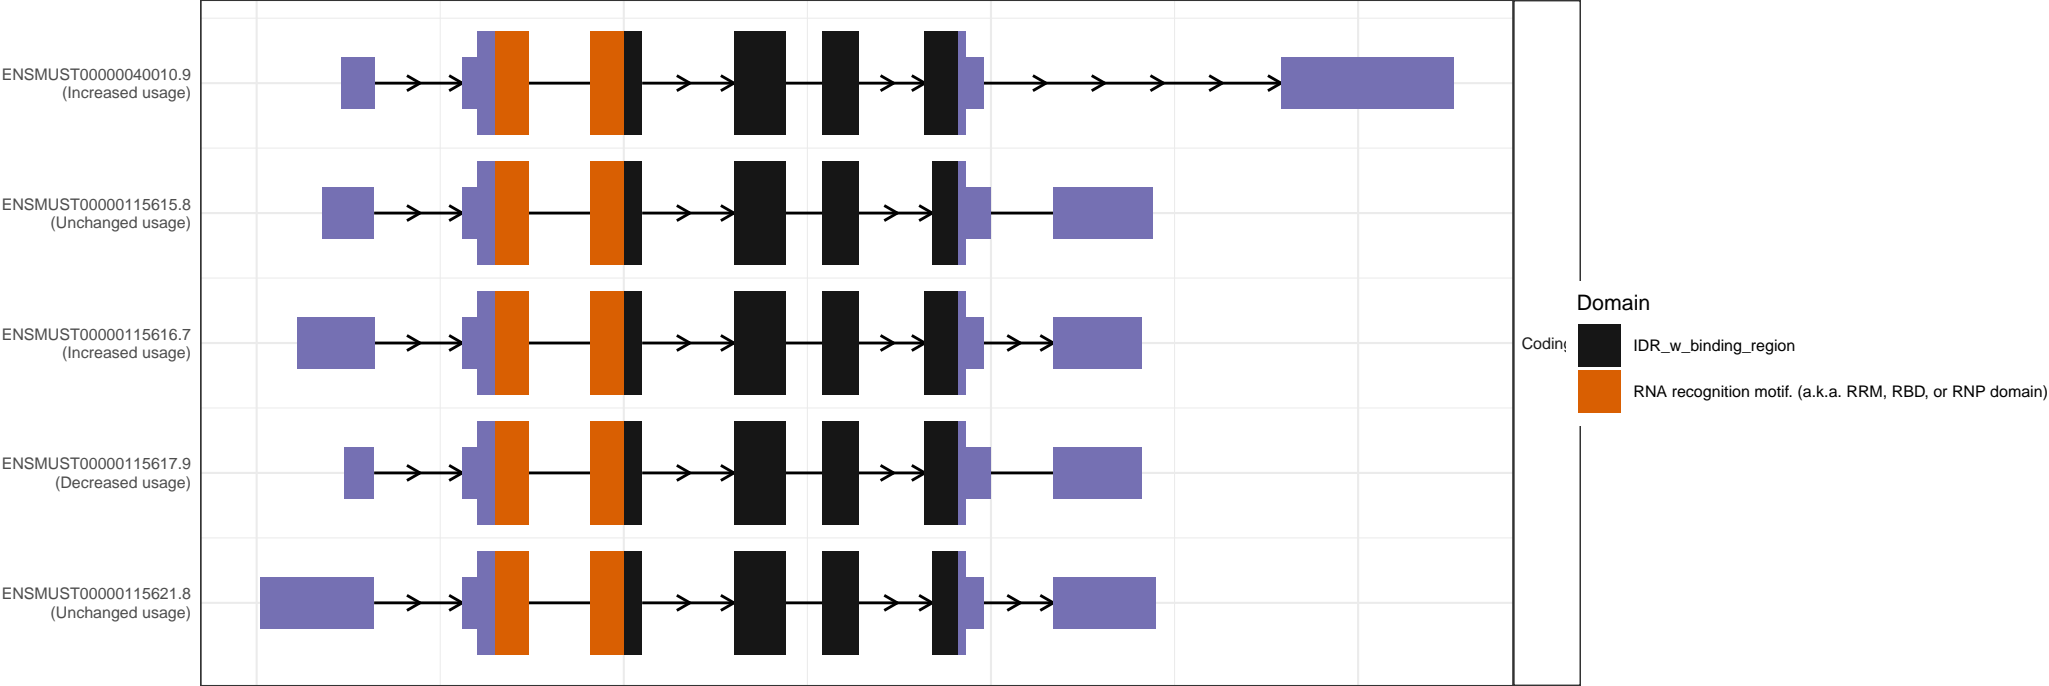 ENSMUST00000040010.9
(Increased usage)
ENSMUST00000115615.8
(Unchanged usage)
ENSMUST00000115616.7
(Increased usage)
ENSMUST00000115617.9
(Decreased usage)
ENSMUST00000115621.8
(Unchanged usage)
Coding
Domain
IDR_w_binding_region
RNA recognition motif. (a.k.a. RRM, RBD, or RNP domain)